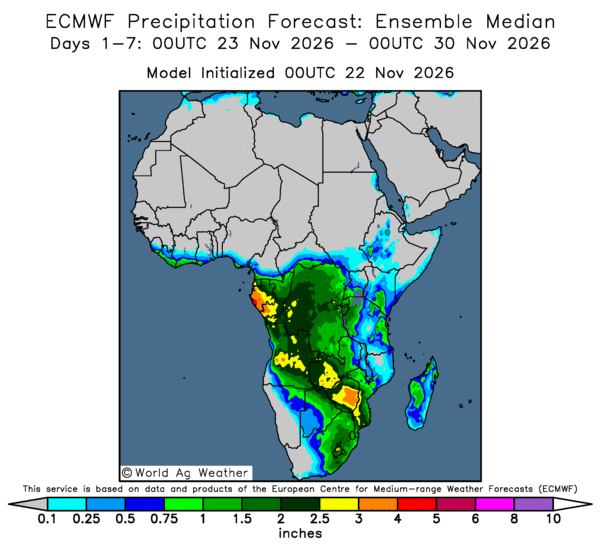 ECMWF Precipitation Forecast: Ensemble Median
Days 1–7: 00UTC 23 Nov 2026 – 00UTC 30 Nov 2026
Model Initialized 00UTC 22 Nov 2026
©World Ag Weather
This service is based on data and products of the European Centre for Medium-range Weather Forecasts (ECMWF)
0.1 0.25 0.5 0.75 1 1.5 2 2.5 3 4 5 6 8 10
inches